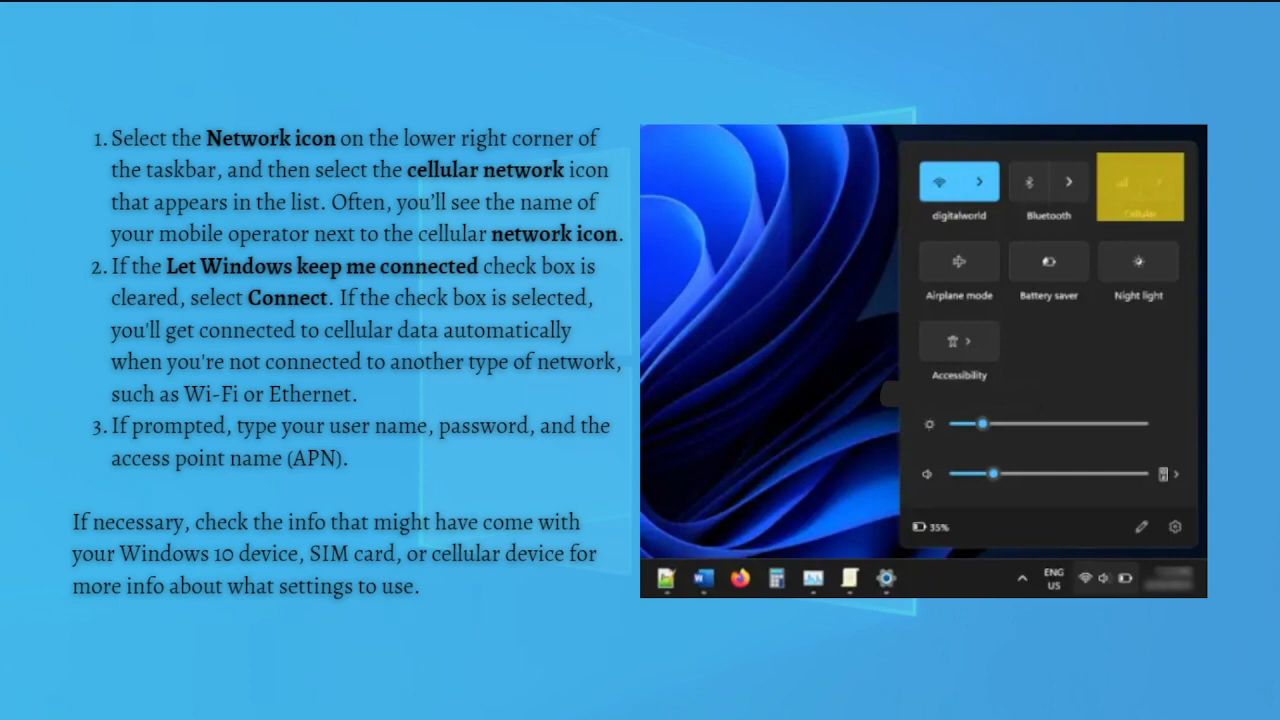 1. Select the Network icon on the lower right corner of
the taskbar, and then select the cellular network icon
that appears in the list. Often, you’ll see the name of
your mobile operator next to the cellular network icon.
2. If the Let Windows keep me connected check box is
cleared, select Connect. If the check box is selected,
you'll get connected to cellular data automatically
when you're not connected to another type of network,
such as Wi-Fi or Ethernet.
3. If prompted, type your user name, password, and the
access point name (APN).
If necessary, check the info that might have come with
your Windows 10 device, SIM card, or cellular device for
more info about what settings to use.
digitalworld Bluetooth Cellular
Airplane mode Battery saver Night light
Accessibility
35%
ENG
US